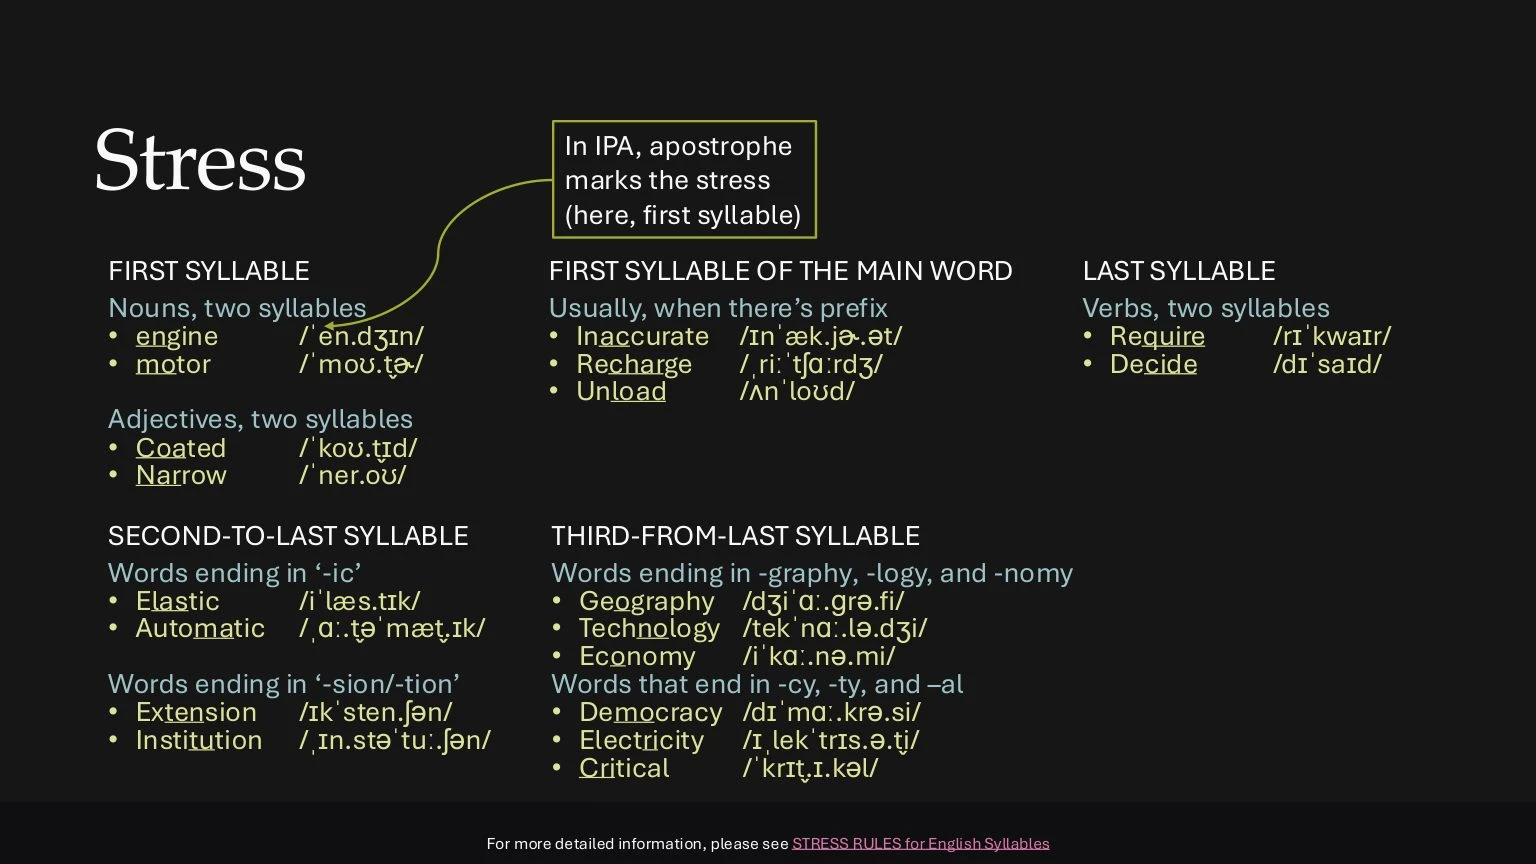 Stress
In IPA, apostrophe
marks the stress
(here, first syllable)
FIRST SYLLABLE
Nouns, two syllables
• engine /ˈen.dʒɪn/
• motor /ˈmoʊ.t̬ɚ/
Adjectives, two syllables
• Coated /ˈkoʊ.t̬ɪd/
• Narrow /ˈner.oʊ/
FIRST SYLLABLE OF THE MAIN WORD
Usually, when there’s prefix
• Inaccurate /ɪnˈæk.jɚ.ət/
• Recharge /ˌriːˈtʃɑːrdʒ/
• Unload /ʌnˈloʊd/
LAST SYLLABLE
Verbs, two syllables
• Require /rɪˈkwaɪr/
• Decide /dɪˈsaɪd/
SECOND-TO-LAST SYLLABLE
Words ending in ‘-ic’
• Elastic /iˈlæs.tɪk/
• Automatic /ˌɑː.t̬əˈmæt̬.ɪk/
Words ending in ‘-sion/-tion’
• Extension /ɪkˈsten.ʃən/
• Institution /ˌɪn.stəˈtuː.ʃən/
THIRD-FROM-LAST SYLLABLE
Words ending in -graphy, -logy, and -nomy
• Geography /dʒiˈɑː.ɡrə.fi/
• Technology /tekˈnɑː.lə.dʒi/
• Economy /iˈkɑː.nə.mi/
Words that end in -cy, -ty, and –al
• Democracy /dɪˈmɑː.krə.si/
• Electricity /ɪˌlekˈtrɪs.ə.t̬i/
• Critical /ˈkrɪt̬.ɪ.kəl/
For more detailed information, please see STRESS RULES for English Syllables